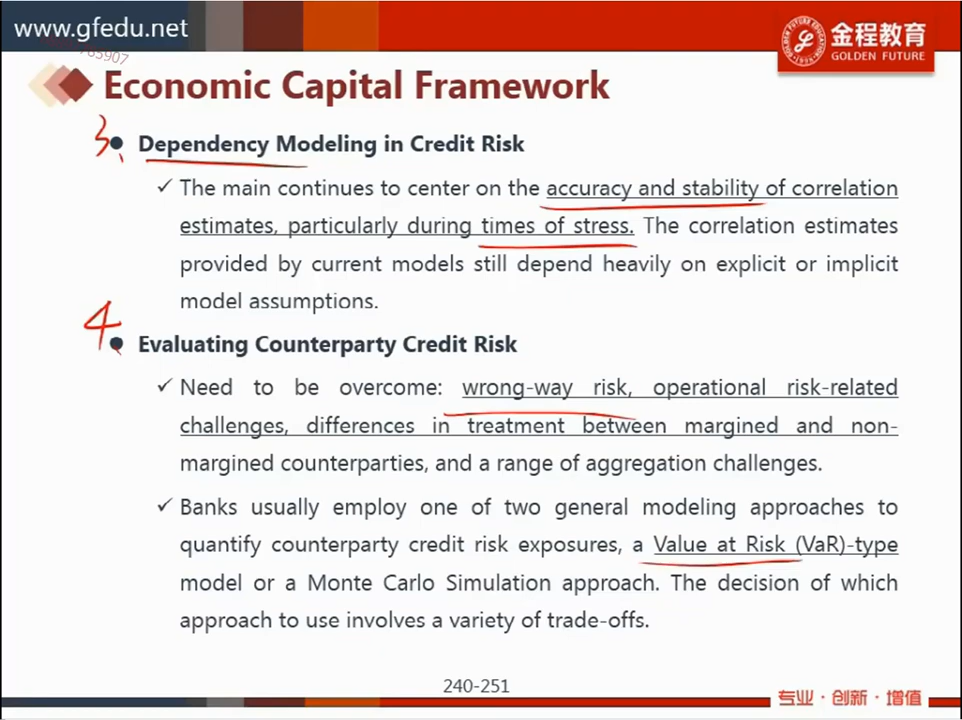 www.gfedu.net
765907
金程教育
GOLDEN FUTURE
Economic Capital Framework
3、
Dependency Modeling in Credit Risk
✓ The main continues to center on the accuracy and stability of correlation
estimates, particularly during times of stress. The correlation estimates
provided by current models still depend heavily on explicit or implicit
model assumptions.
4、
Evaluating Counterparty Credit Risk
✓ Need to be overcome: wrong-way risk, operational risk-related
challenges, differences in treatment between margined and non-
margined counterparties, and a range of aggregation challenges.
✓ Banks usually employ one of two general modeling approaches to
quantify counterparty credit risk exposures, a Value at Risk (VaR)-type
model or a Monte Carlo Simulation approach. The decision of which
approach to use involves a variety of trade-offs.
240-251
专业·创新·增值